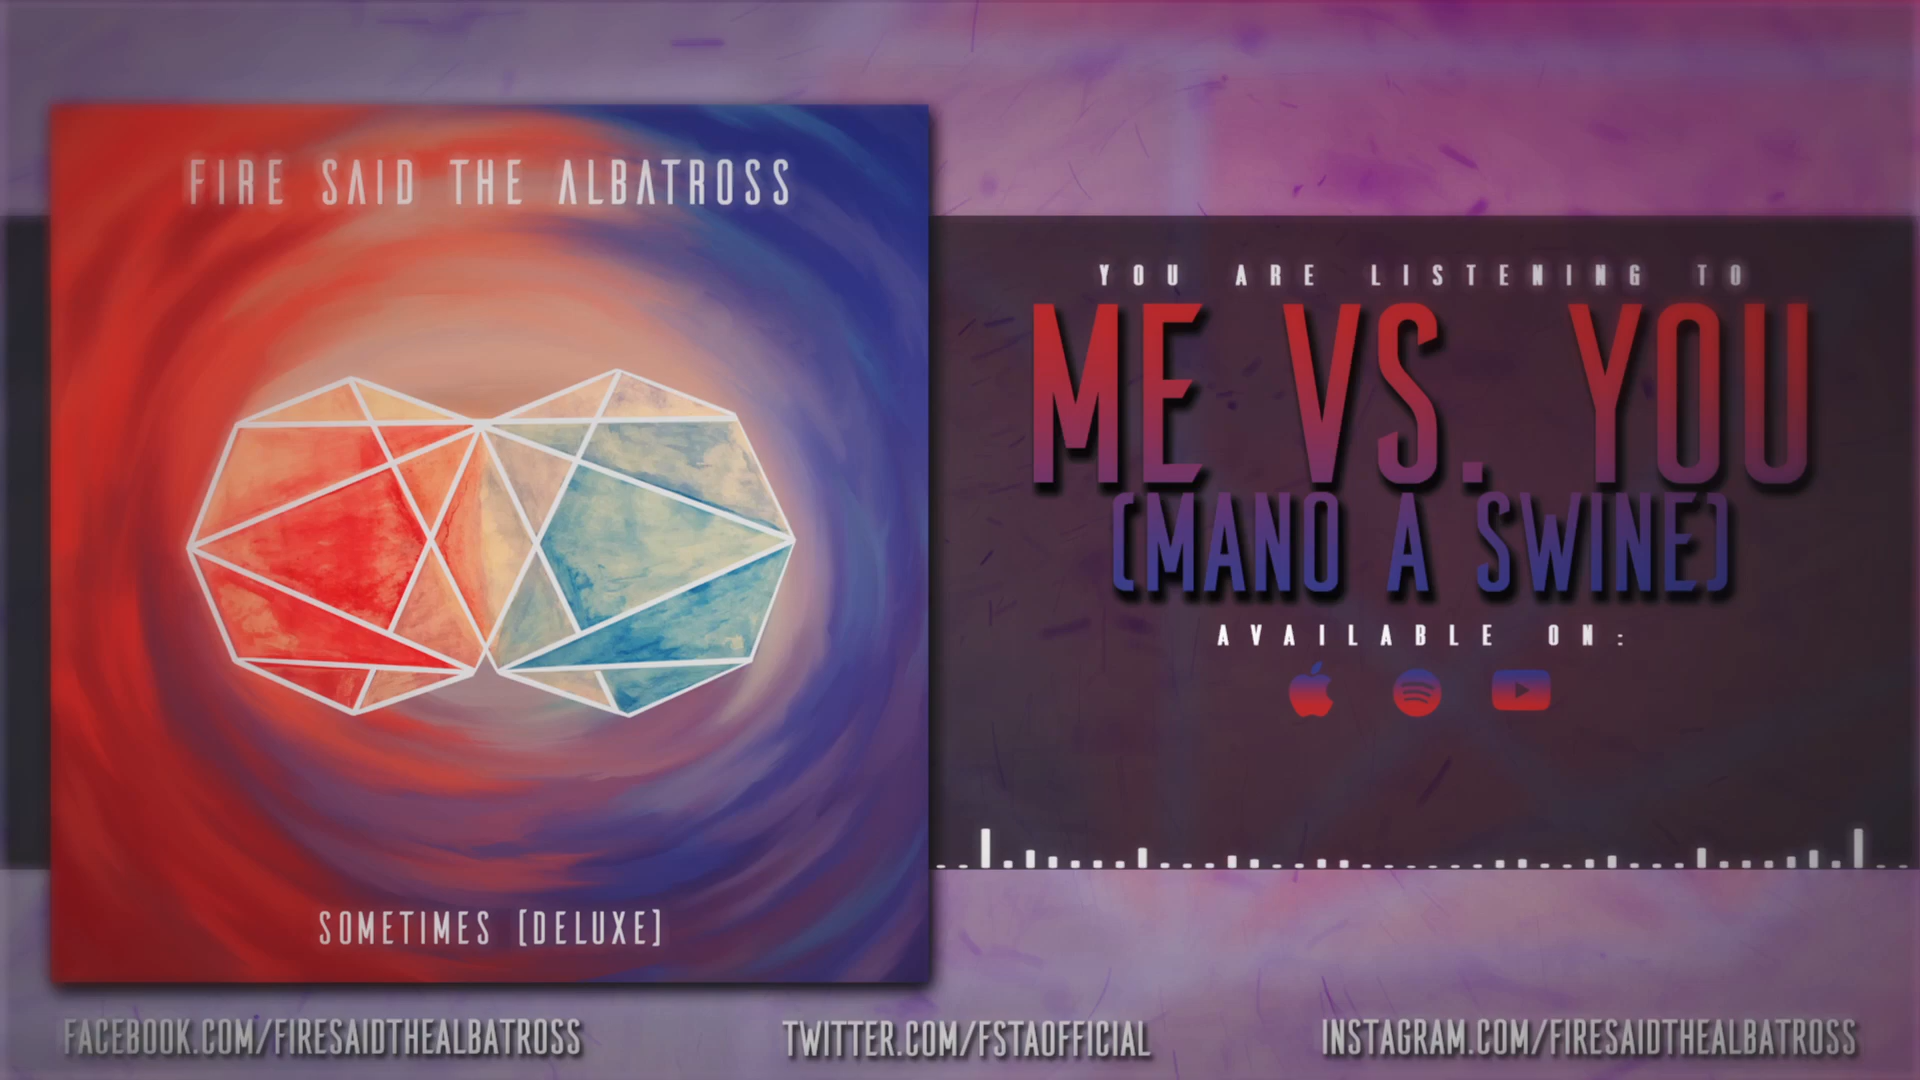 FIRE SAID THE ALBATROSS
SOMETIMES [DELUXE]
YOU ARE LISTENING TO
ME VS. YOU
(MANO A SWINE)
AVAILABLE ON:
FACEBOOK.COM/FIRESAIDTHEALBATROSS
TWITTER.COM/FSTAOFFICIAL
INSTAGRAM.COM/FIRESAIDTHEALBATROSS